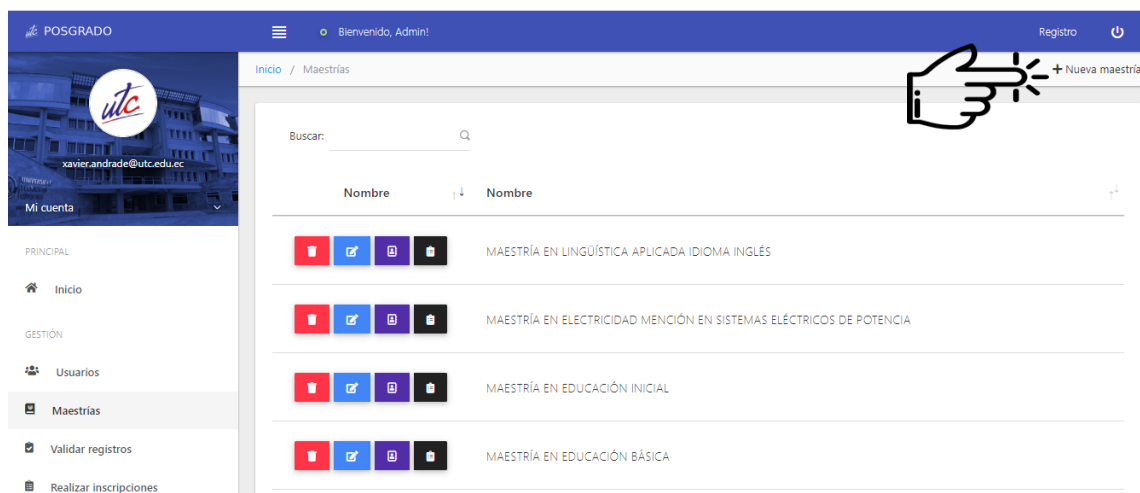 utc POSGRADO
Bienvenido, Admin!
Registro
Inicio / Maestrías
+ Nueva maestría
utc
xavier.andrade@utc.edu.ec
Mi cuenta
PRINCIPAL
Inicio
GESTIÓN
Usuarios
Maestrías
Validar registros
Realizar inscripciones
Buscar:
Nombre
Nombre
MAESTRÍA EN LINGÜÍSTICA APLICADA IDIOMA INGLÉS
MAESTRÍA EN ELECTRICIDAD MENCIÓN EN SISTEMAS ELÉCTRICOS DE POTENCIA
MAESTRÍA EN EDUCACIÓN INICIAL
MAESTRÍA EN EDUCACIÓN BÁSICA